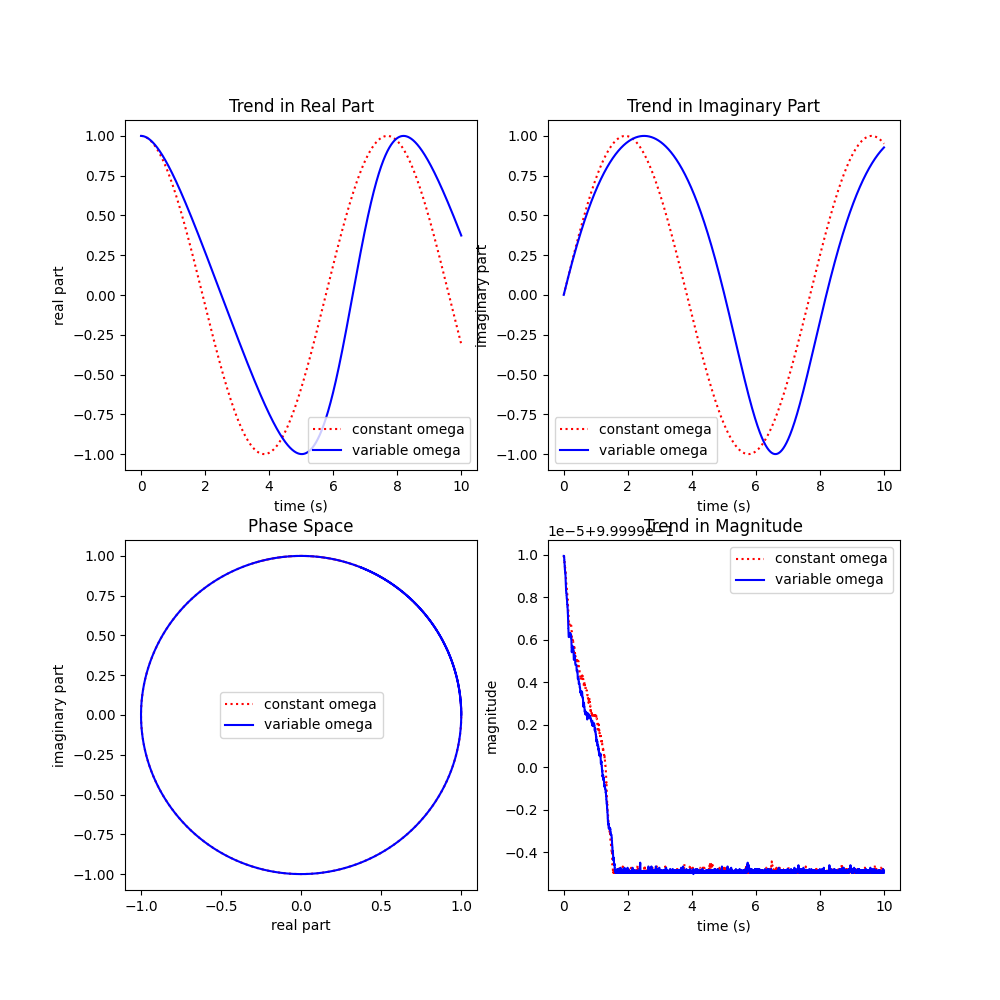 Trend in Real Part
1.00
0.75
0.50
0.25
0.00
−0.25
−0.50
−0.75
−1.00
real part
constant omega
variable omega
0 2 4 6 8 10
time (s)
Trend in Imaginary Part
1.00
0.75
0.50
0.25
0.00
−0.25
−0.50
−0.75
−1.00
imaginary part
constant omega
variable omega
0 2 4 6 8 10
time (s)
Phase Space
1.00
0.75
0.50
0.25
0.00
−0.25
−0.50
−0.75
−1.00
imaginary part
constant omega
variable omega
−1.0 −0.5 0.0 0.5 1.0
real part
Trend in Magnitude
1e−5+9.9999e−1
1.0
0.8
0.6
0.4
0.2
0.0
−0.2
−0.4
magnitude
constant omega
variable omega
0 2 4 6 8 10
time (s)